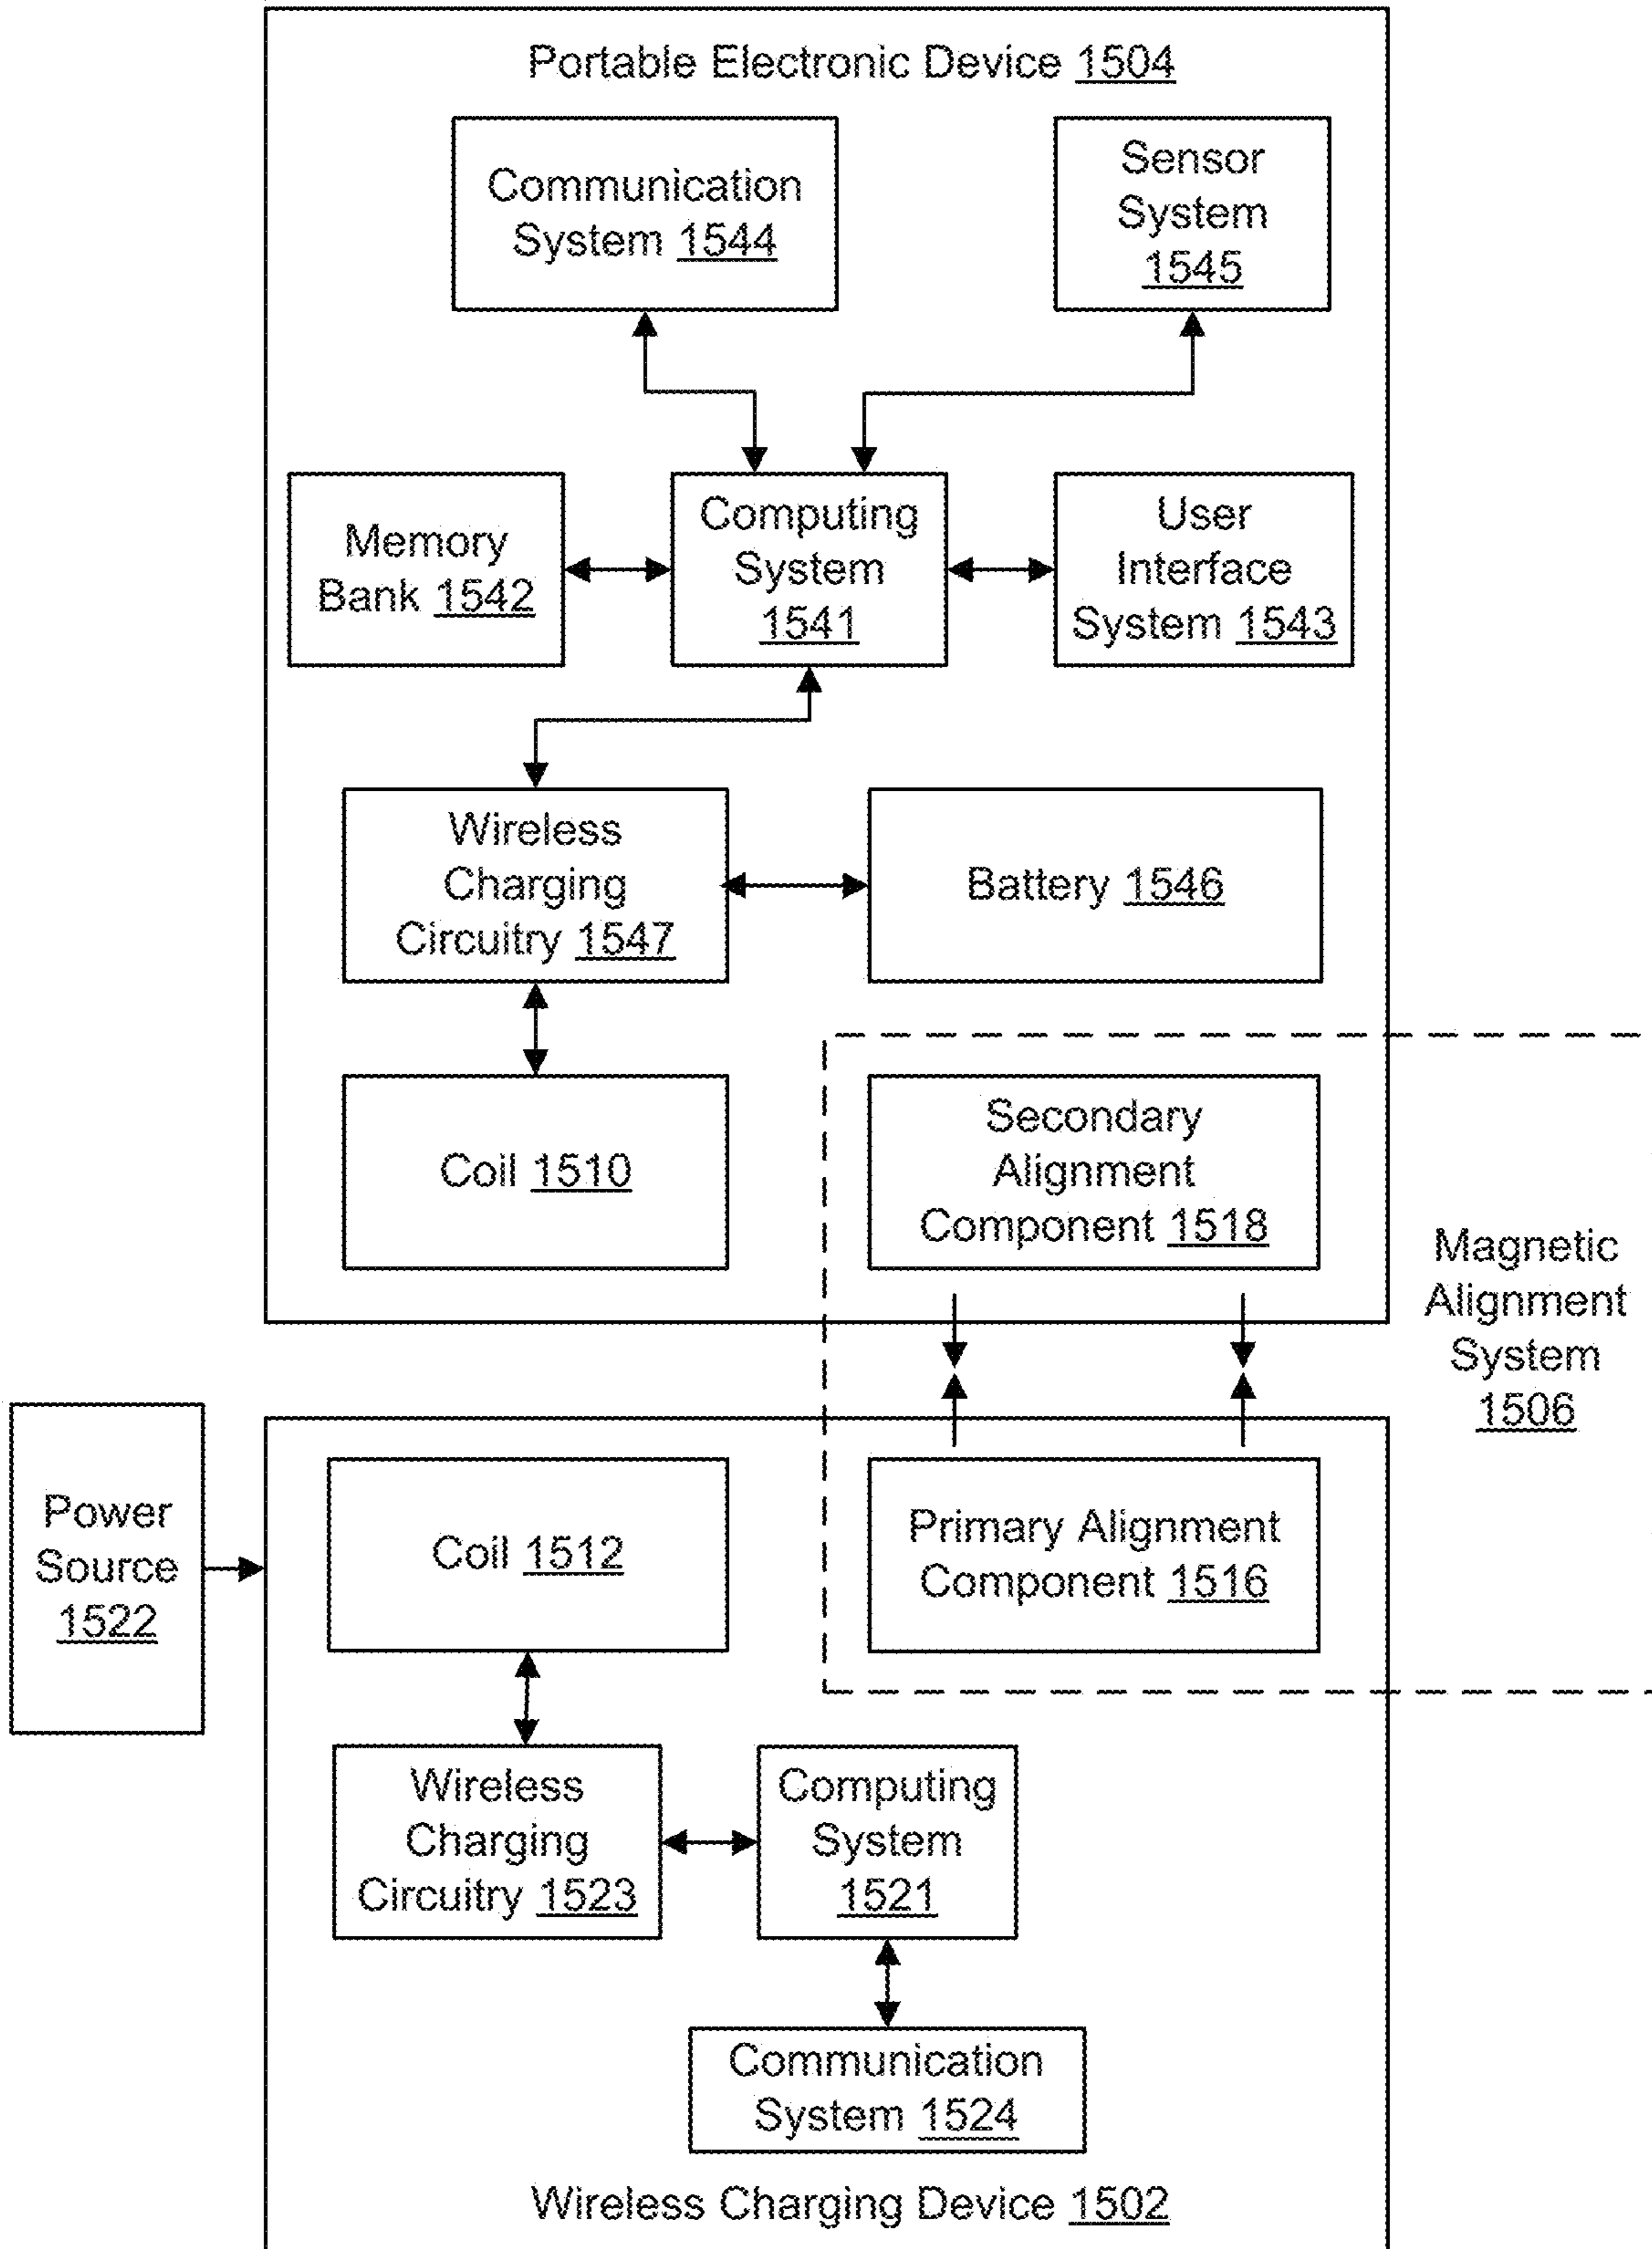 Portable Electronic Device 1504
Communication
System 1544
Sensor
System
1545
Memory
Bank 1542
Computing
System
1541
User
Interface
System 1543
Wireless
Charging
Circuitry 1547
Battery 1546
Coil 1510
Secondary
Alignment
Component 1518
Magnetic
Alignment
System
1506
Power
Source
1522
Coil 1512
Primary Alignment
Component 1516
Wireless
Charging
Circuitry 1523
Computing
System
1521
Communication
System 1524
Wireless Charging Device 1502